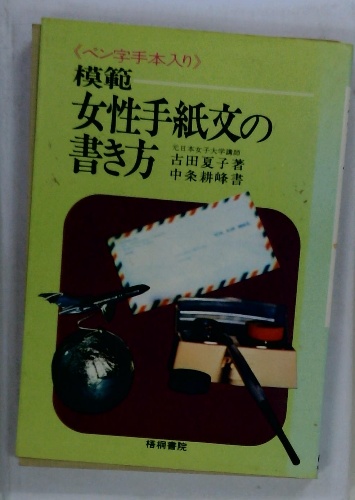 《ペン字手本入り》
模範
女性手紙文の
書き方
元日本女子大学講師
古田夏子著
中条耕峰書
梧桐書院